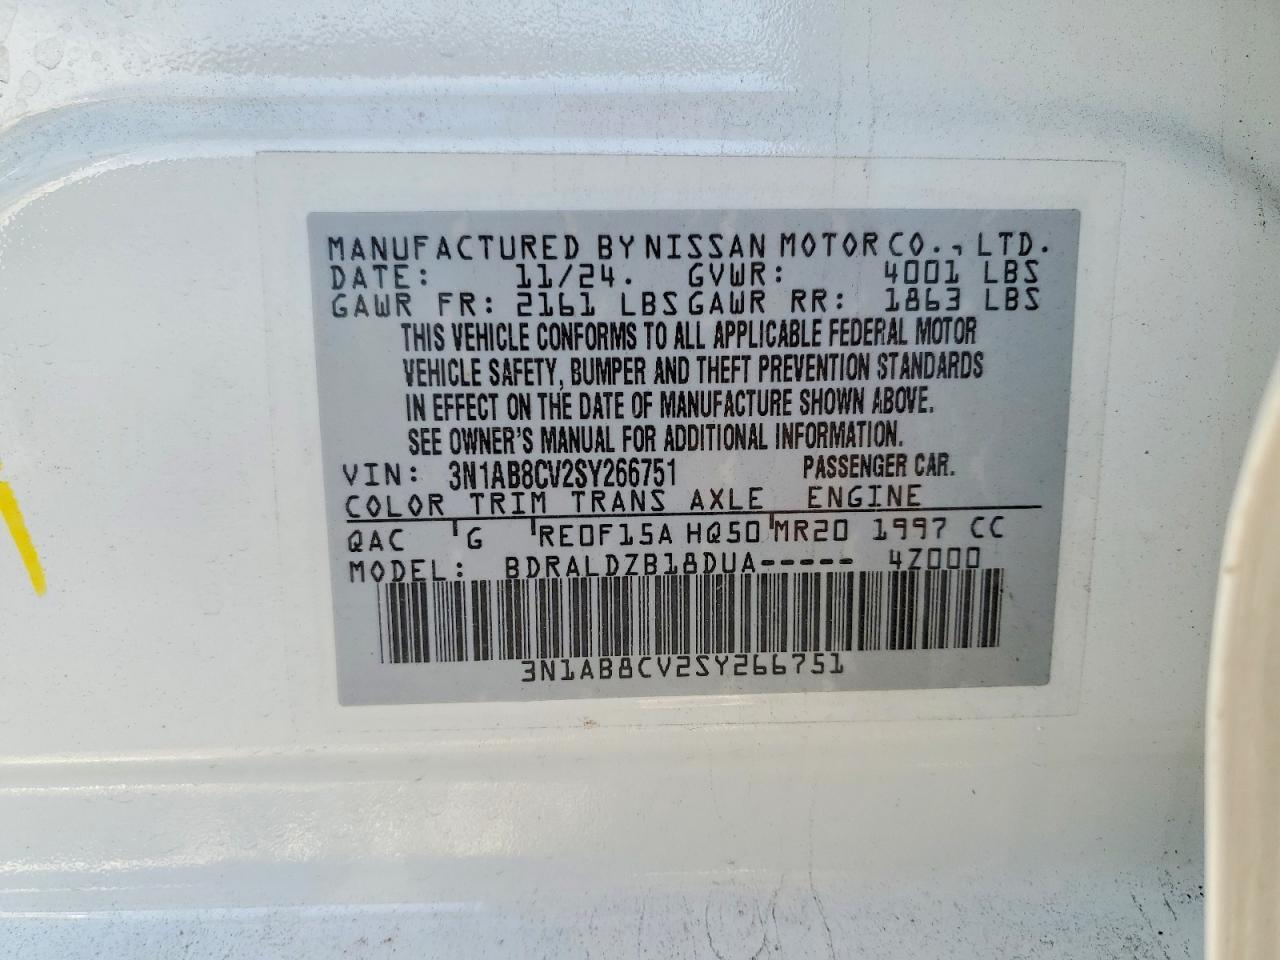 MANUFACTURED BY NISSAN MOTOR CO., LTD.
DATE: 11/24. GVWR: 4001 LBS
GAWR FR: 2161 LBS GAWR RR: 1863 LBS
THIS VEHICLE CONFORMS TO ALL APPLICABLE FEDERAL MOTOR
VEHICLE SAFETY, BUMPER AND THEFT PREVENTION STANDARDS
IN EFFECT ON THE DATE OF MANUFACTURE SHOWN ABOVE.
SEE OWNER'S MANUAL FOR ADDITIONAL INFORMATION.
VIN: 3N1AB8CV2SY266751 PASSENGER CAR.
COLOR TRIM TRANS AXLE ENGINE
QAC G RE0F15A HQ50 MR20 1997 CC
MODEL: BDRALDZB18DUA----- 4Z000
3N1AB8CV2SY266751